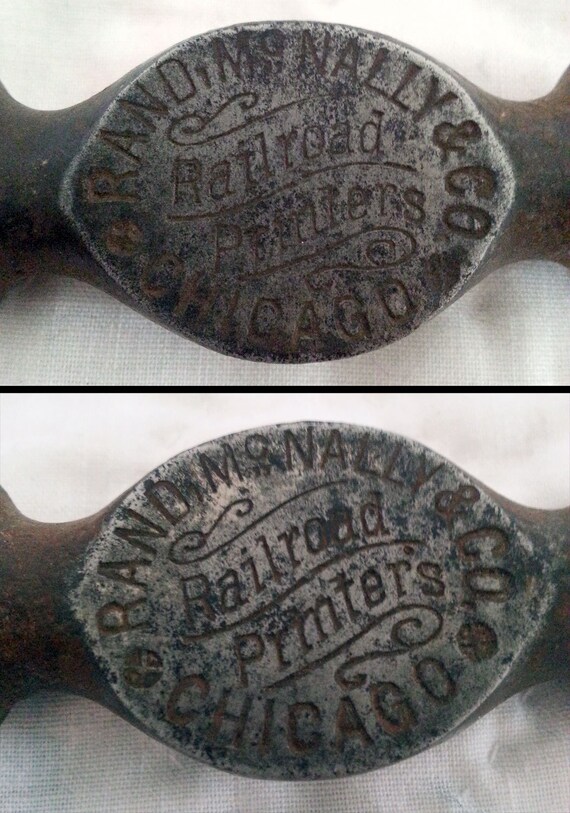 RAND, McNALLY & CO.
Railroad
Printers
CHICAGO
RAND, McNALLY & CO.
Railroad
Printers
CHICAGO